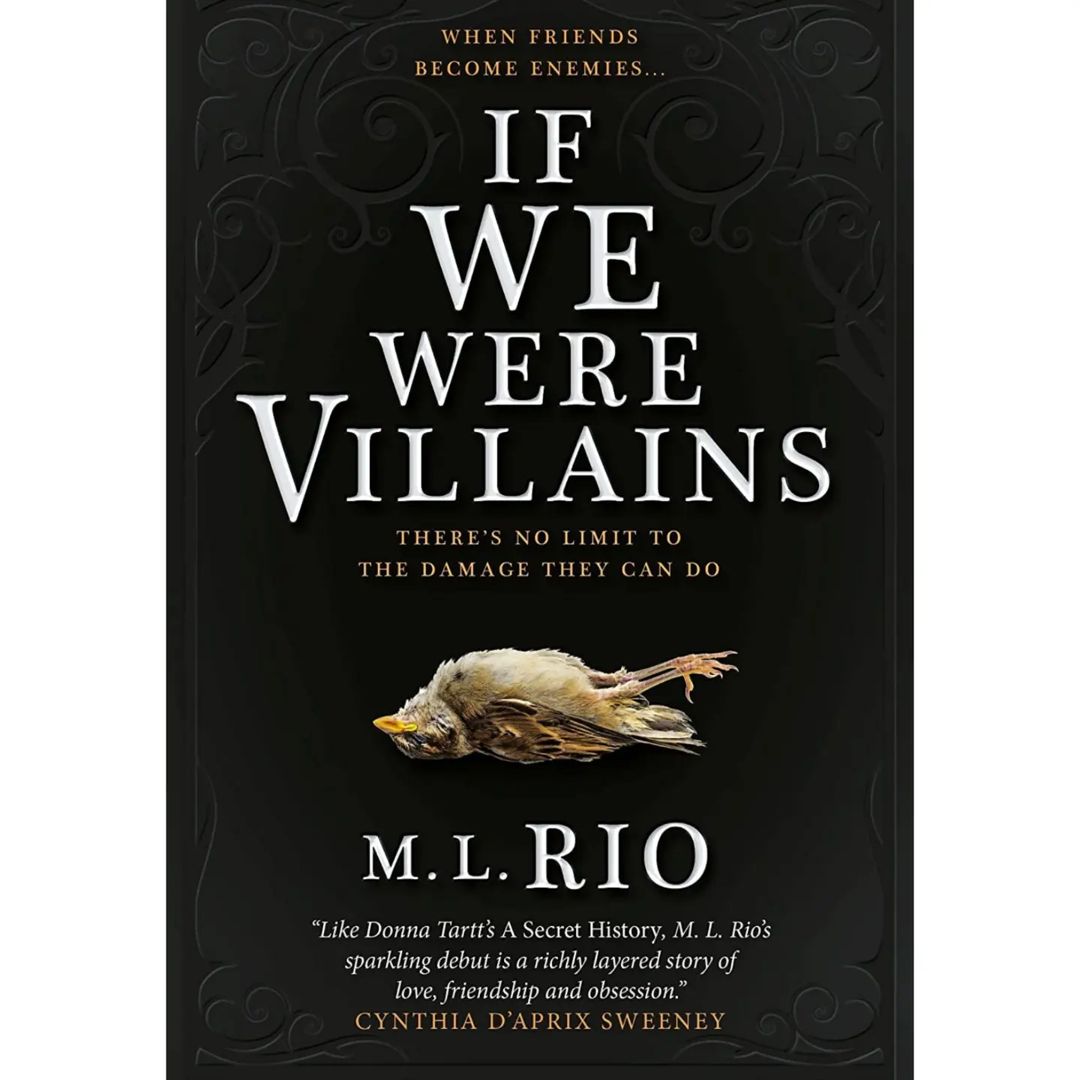 WHEN FRIENDS
BECOME ENEMIES...
IF
WE
WERE
VILLAINS
THERE'S NO LIMIT TO
THE DAMAGE THEY CAN DO
M. L. RIO
“Like Donna Tartt’s A Secret History, M. L. Rio’s
sparkling debut is a richly layered story of
love, friendship and obsession.”
CYNTHIA D’APRIX SWEENEY